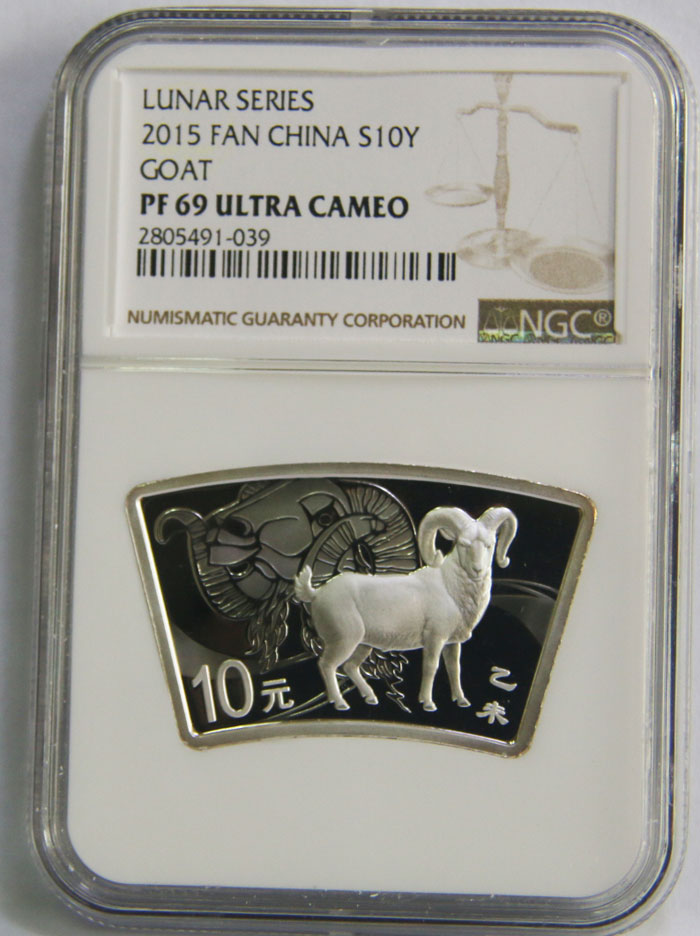 LUNAR SERIES
2015 FAN CHINA S10Y
GOAT
PF 69 ULTRA CAMEO
2805491-039
NUMISMATIC GUARANTY CORPORATION
NGC®
10元
乙
未